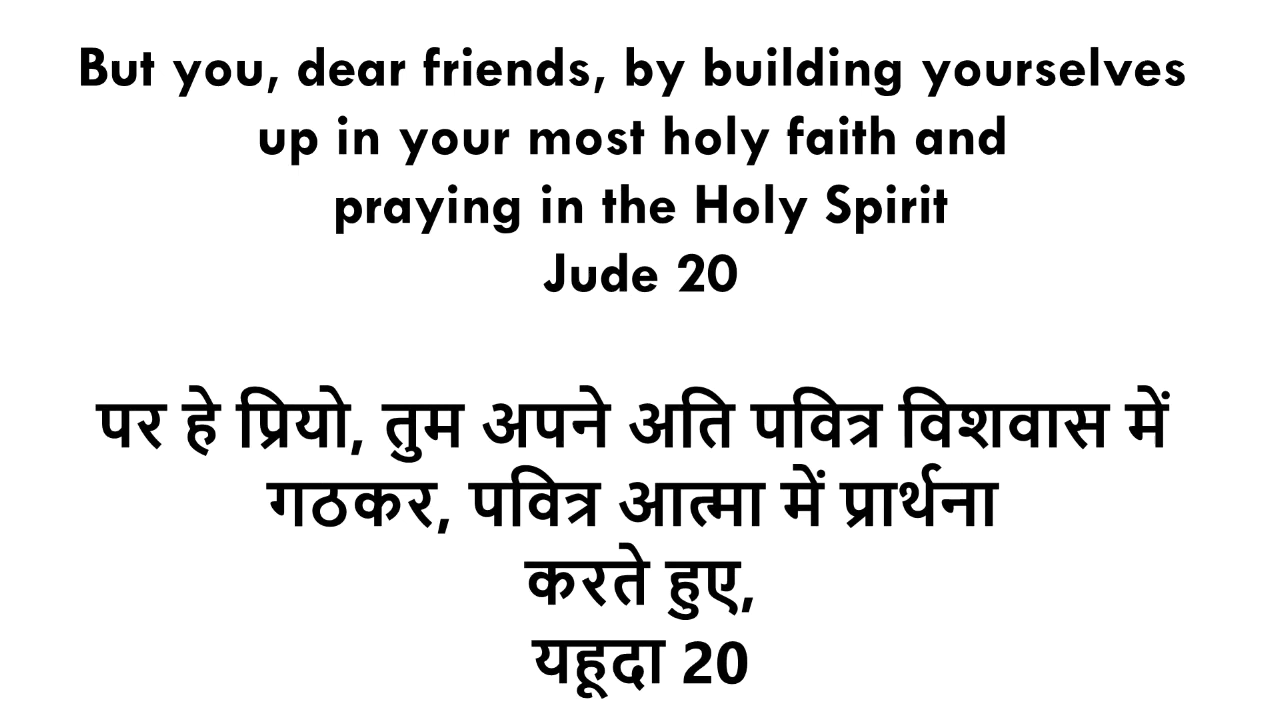 But you, dear friends, by building yourselves
up in your most holy faith and
praying in the Holy Spirit
Jude 20
पर हे प्रियो, तुम अपने अति पवित्र विशवास में
गठकर, पवित्र आत्मा में प्रार्थना
करते हुए,
यहूदा 20